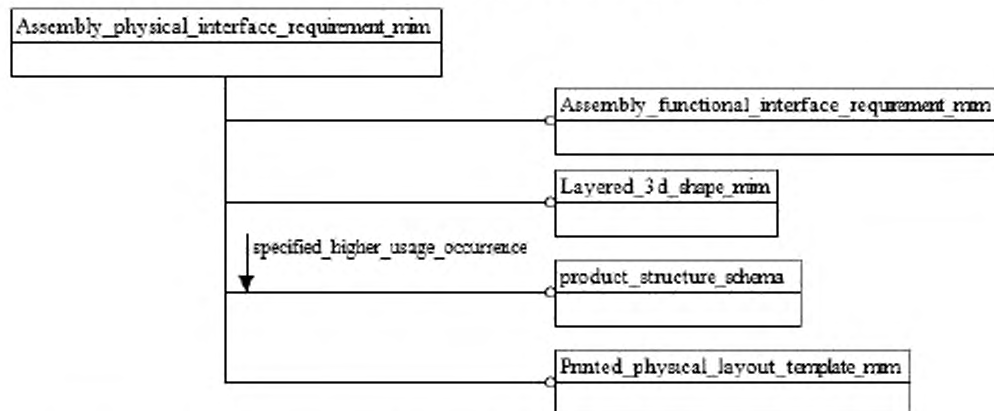 Assembly_physical_interface_requirement_mim
Assembly_functional_interface_requirement_mim
Layered_3d_shape_mim
specified_higher_usage_occurrence
product_structure_schema
Printed_physical_layout_template_mim